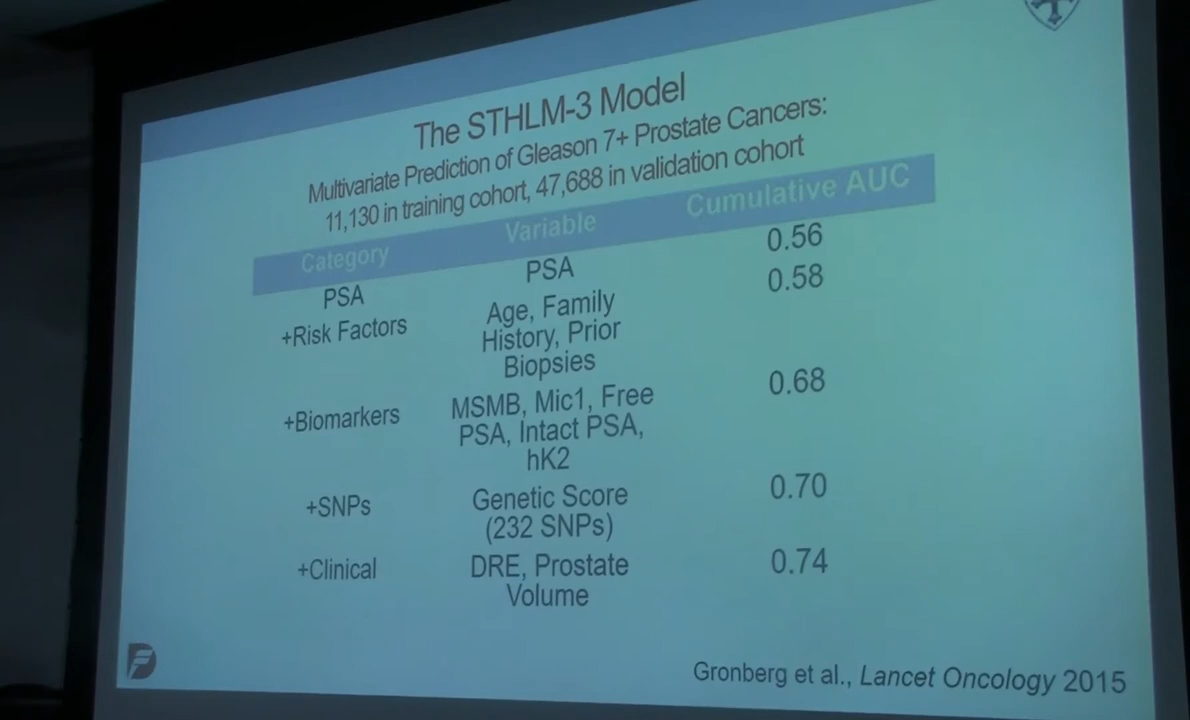 The STHLM-3 Model
Multivariate Prediction of Gleason 7+ Prostate Cancers:
11,130 in training cohort, 47,688 in validation cohort
Category Variable Cumulative AUC
PSA PSA 0.56
+Risk Factors Age, Family 0.58
History, Prior
Biopsies
+Biomarkers MSMB, Mic1, Free 0.68
PSA, Intact PSA,
hK2
+SNPs Genetic Score 0.70
(232 SNPs)
+Clinical DRE, Prostate 0.74
Volume
Gronberg et al., Lancet Oncology 2015